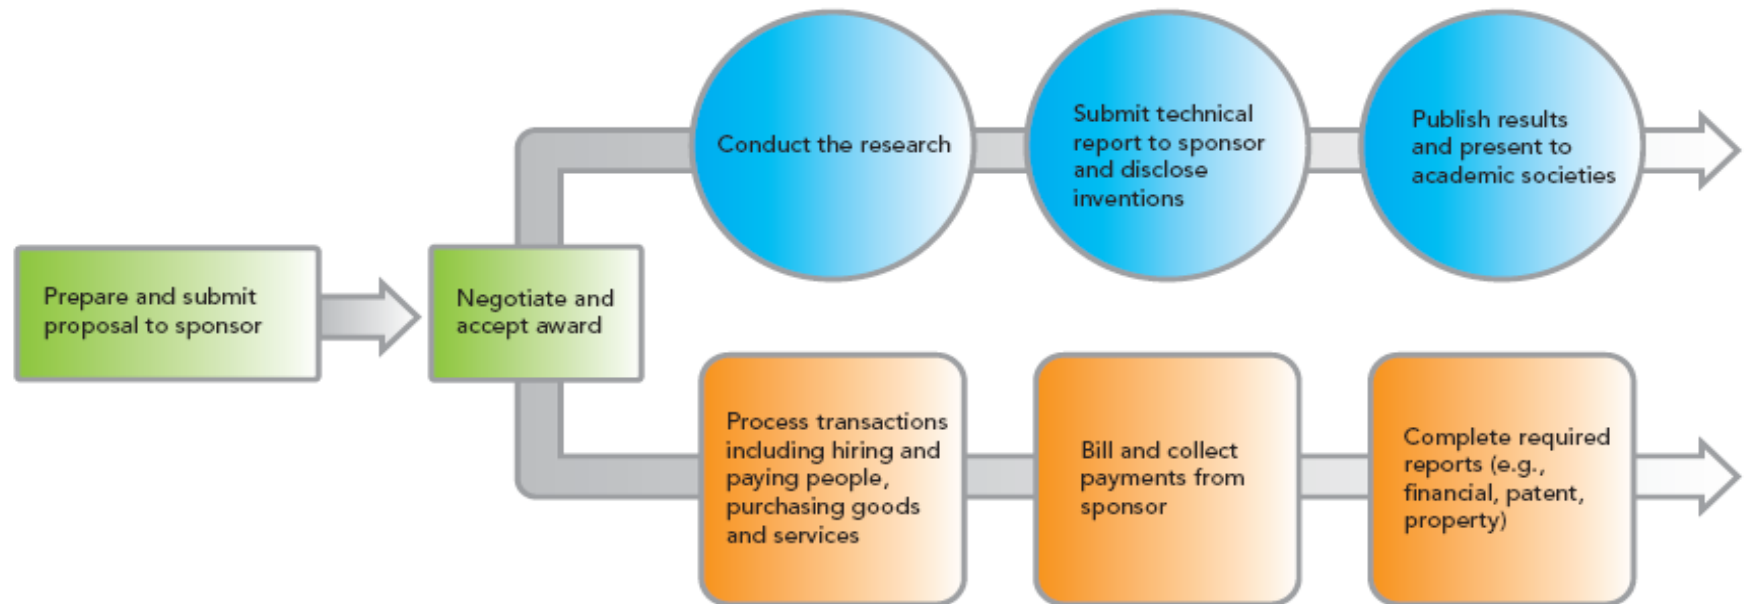 Prepare and submit
proposal to sponsor
Negotiate and
accept award
Conduct the research
Submit technical
report to sponsor
and disclose
inventions
Publish results
and present to
academic societies
Process transactions
including hiring and
paying people,
purchasing goods
and services
Bill and collect
payments from
sponsor
Complete required
reports (e.g.,
financial, patent,
property)